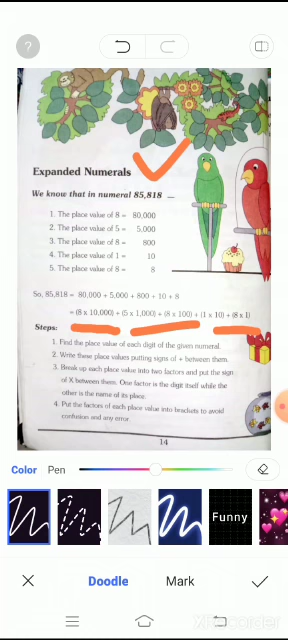 ?
Expanded Numerals
We know that in numeral 85,818 —
1. The place value of 8 = 80,000
2. The place value of 5 = 5,000
3. The place value of 8 = 800
4. The place value of 1 = 10
5. The place value of 8 = 8
So, 85,818 = 80,000 + 5,000 + 800 + 10 + 8
= (8 x 10,000) + (5 x 1,000) + (8 x 100) + (1 x 10) + (8 x 1)
Steps:
1. Find the place value of each digit of the given numeral.
2. Write these place values putting signs of + between them.
3. Break up each place value into two factors and put the sign
of X between them. One factor is the digit itself while the
other is the name of its place.
4. Put the factors of each place value into brackets to avoid
confusion and any error.
14
Color Pen
Funny
Doodle Mark
XRecorder